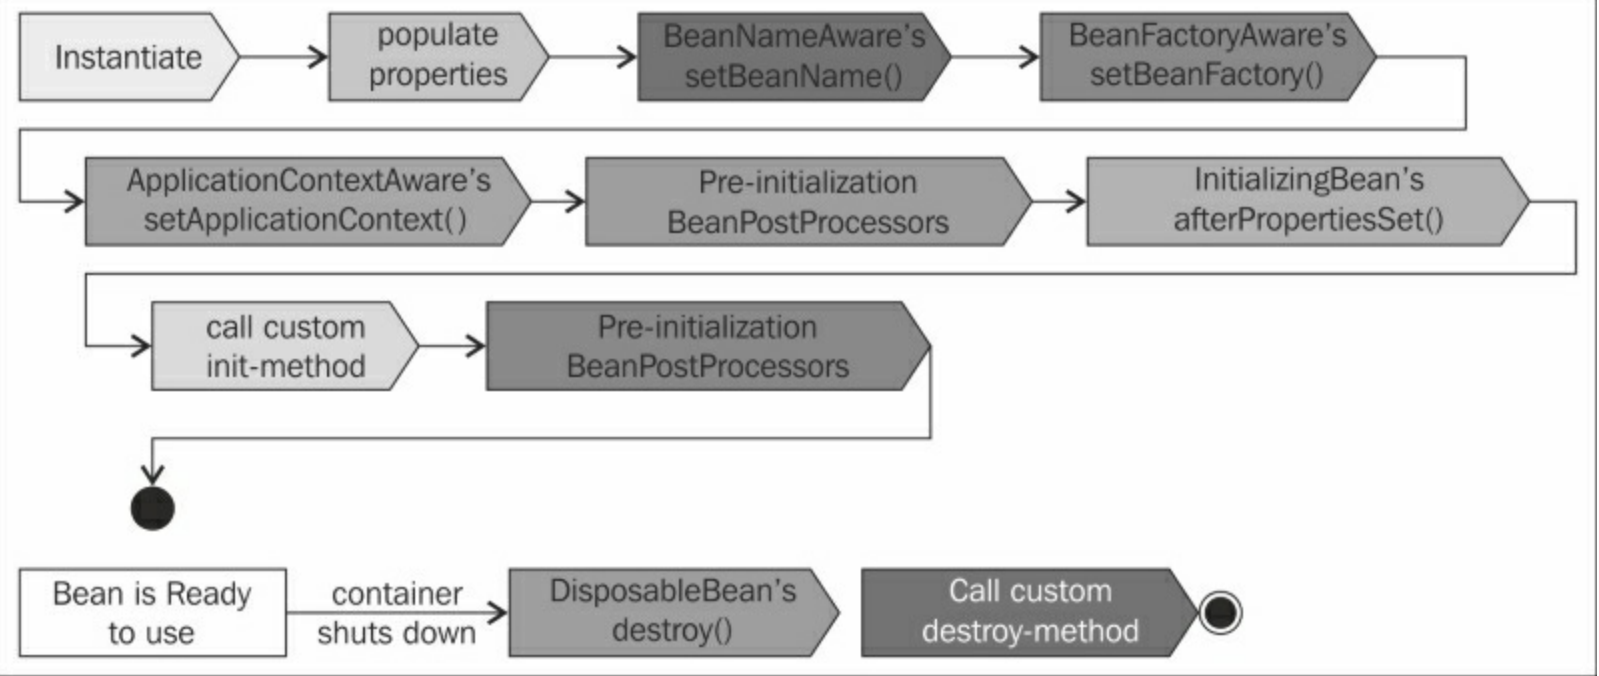 Instantiate
populate
properties
BeanNameAware's
setBeanName()
BeanFactoryAware's
setBeanFactory()
ApplicationContextAware's
setApplicationContext()
Pre-initialization
BeanPostProcessors
InitializingBean's
afterPropertiesSet()
call custom
init-method
Pre-initialization
BeanPostProcessors
Bean is Ready
to use
container
shuts down
DisposableBean's
destroy()
Call custom
destroy-method